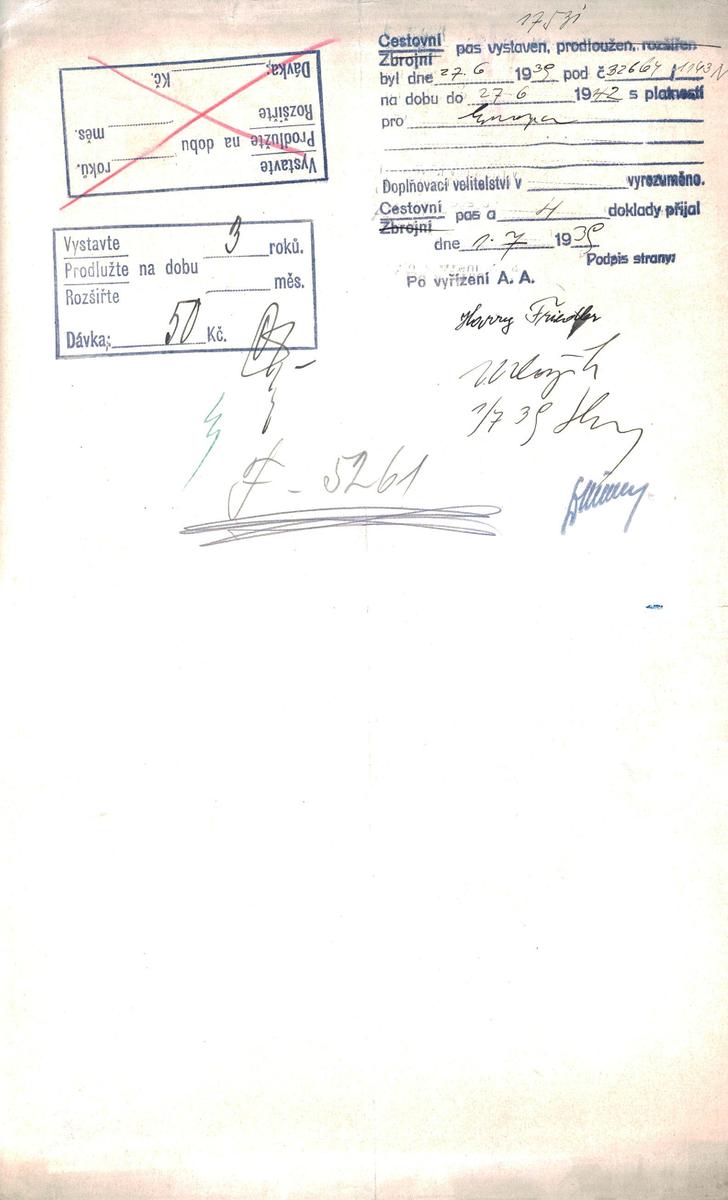 Vystavte
Prodlužte na dobu
Rozšiřte
roků.
měs.
Dávka; Kč.
Vystavte 3 roků.
Prodlužte na dobu
měs.
Rozšiřte
Dávka; 50 Kč.
Cestovní pas vystaven, prodloužen, rozšířen
Zbrojní
byl dne 27.6 1939 pod č 32664
na dobu do 27 6 1942 s platností
pro Evropu
Doplňovací velitelství v vyrozuměno.
Cestovní pas a 4 doklady přijal
Zbrojní
dne 1. 7 1939
Podpis strany:
Po vyřízení A. A.
Harry Friedler
1/7 39
5261